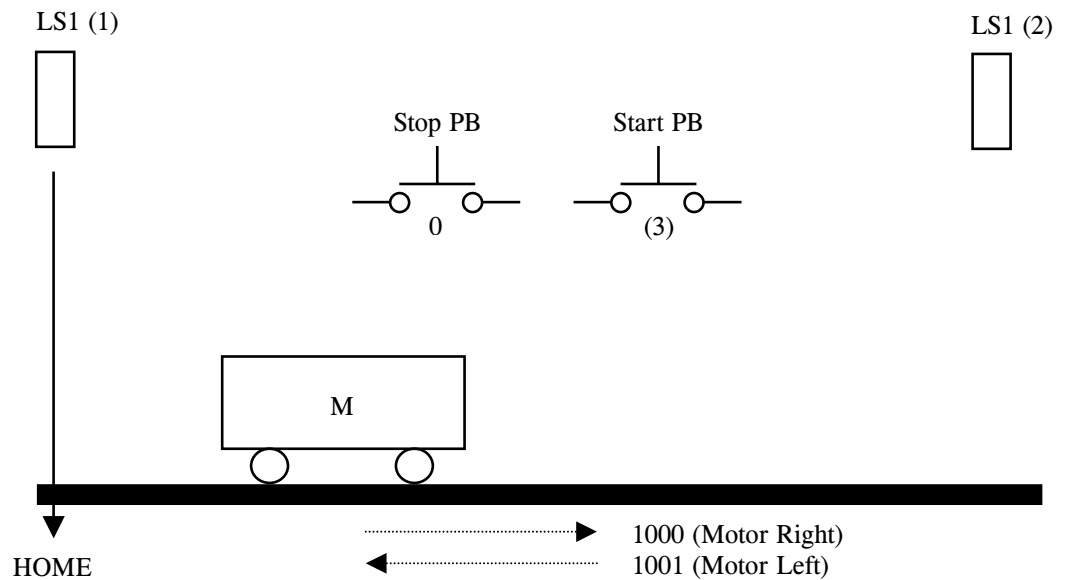 LS1 (1)
LS1 (2)
Stop PB
Start PB
0
(3)
M
1000 (Motor Right)
1001 (Motor Left)
HOME